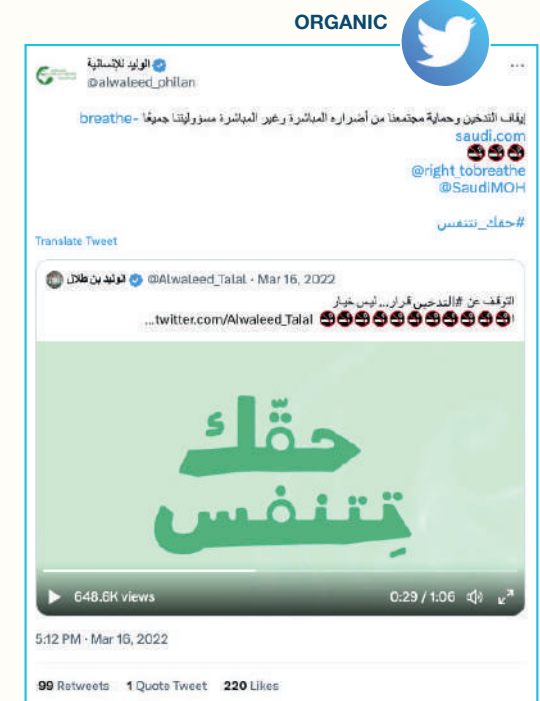 ORGANIC
الوليد للإنسانية
@alwaleed_philan
إيقاف التدخين وحماية مجتمعنا من أضراره المباشرة وغير المباشرة مسؤوليتنا جميعًا breathe-
saudi.com
🚭🚭🚭
@right_tobreathe
@SaudiMOH
#حقك_تتنفس
Translate Tweet
الوليد بن طلال @Alwaleed_Talal · Mar 16, 2022
التوقف عن #التدخين قرار... ليس خيار
🚭🚭🚭🚭🚭🚭🚭🚭🚭🚭! twitter.com/Alwaleed_Talal...
حقّك
تِتنفس
648.6K views
0:29 / 1:06
5:12 PM · Mar 16, 2022
99 Retweets 1 Quote Tweet 220 Likes